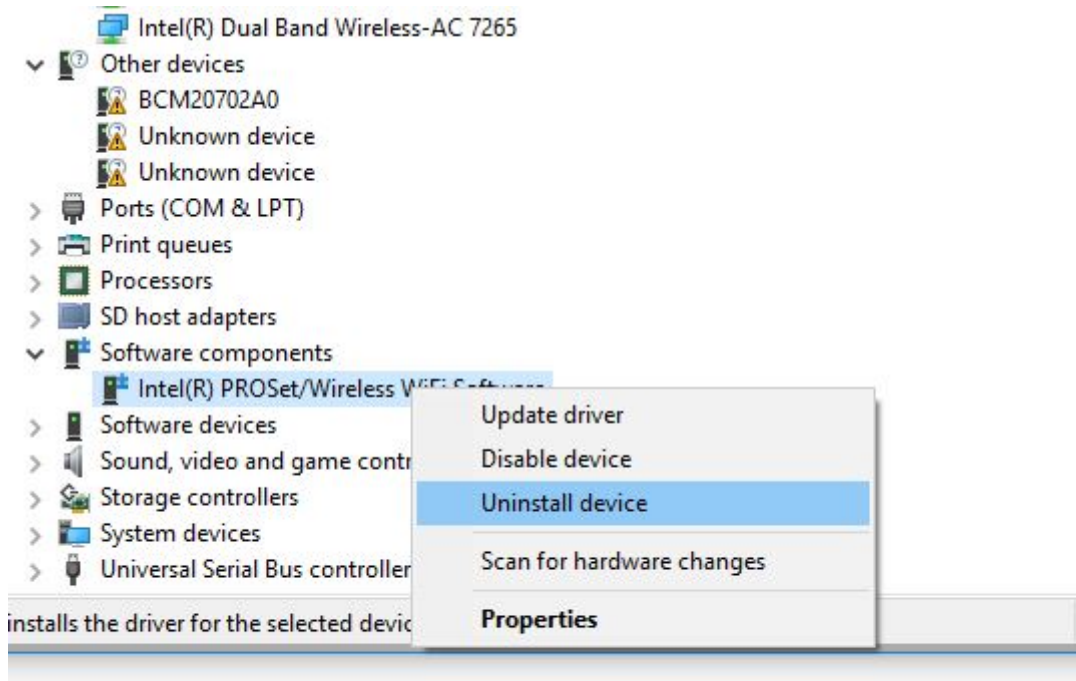 Intel(R) Dual Band Wireless-AC 7265
Other devices
BCM20702A0
Unknown device
Unknown device
Ports (COM & LPT)
Print queues
Processors
SD host adapters
Software components
Intel(R) PROSet/Wireless WiFi Software
Software devices
Sound, video and game contr
Storage controllers
System devices
Universal Serial Bus controller
Update driver
Disable device
Uninstall device
Scan for hardware changes
Properties
installs the driver for the selected devic